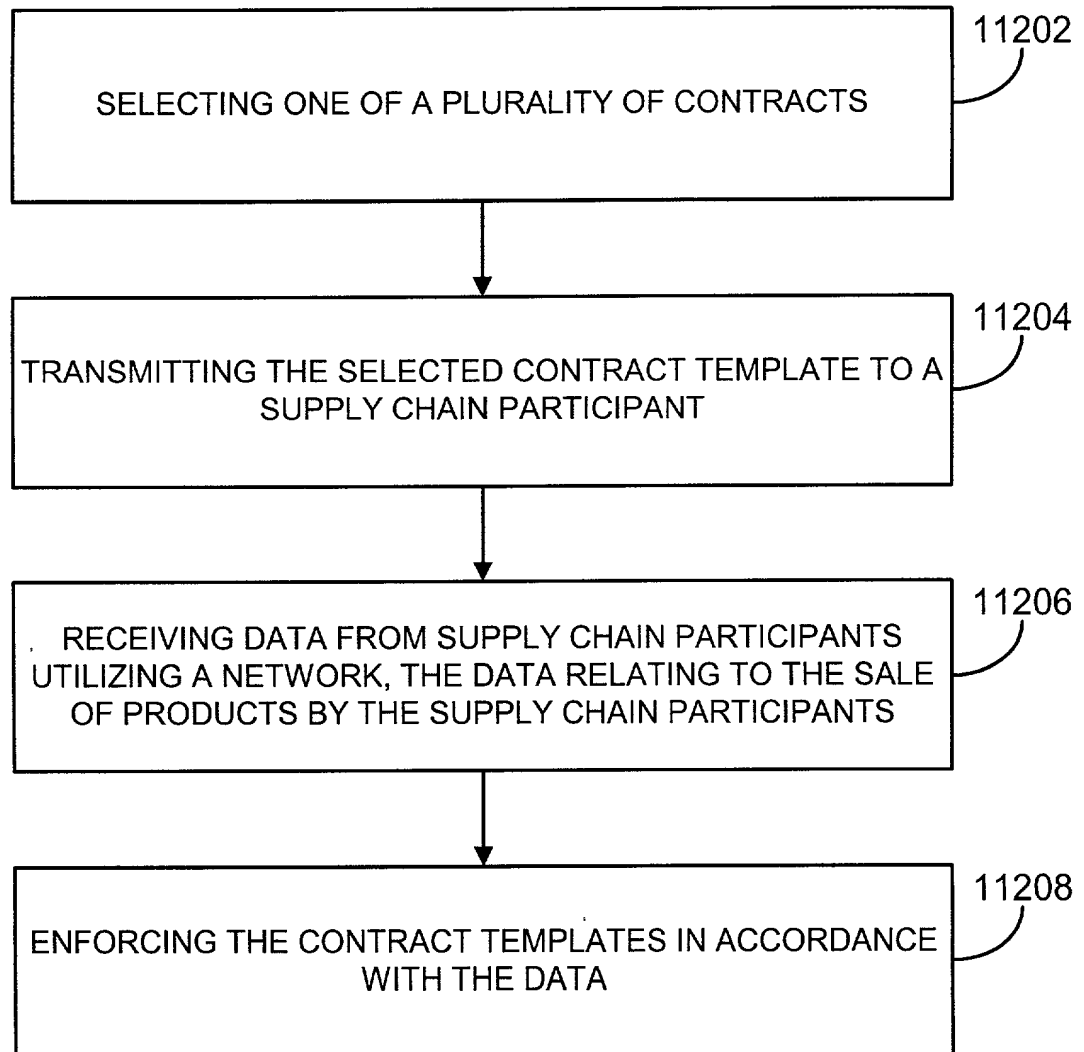 11202
SELECTING ONE OF A PLURALITY OF CONTRACTS
11204
TRANSMITTING THE SELECTED CONTRACT TEMPLATE TO A
SUPPLY CHAIN PARTICIPANT
11206
RECEIVING DATA FROM SUPPLY CHAIN PARTICIPANTS
UTILIZING A NETWORK, THE DATA RELATING TO THE SALE
OF PRODUCTS BY THE SUPPLY CHAIN PARTICIPANTS
11208
ENFORCING THE CONTRACT TEMPLATES IN ACCORDANCE
WITH THE DATA